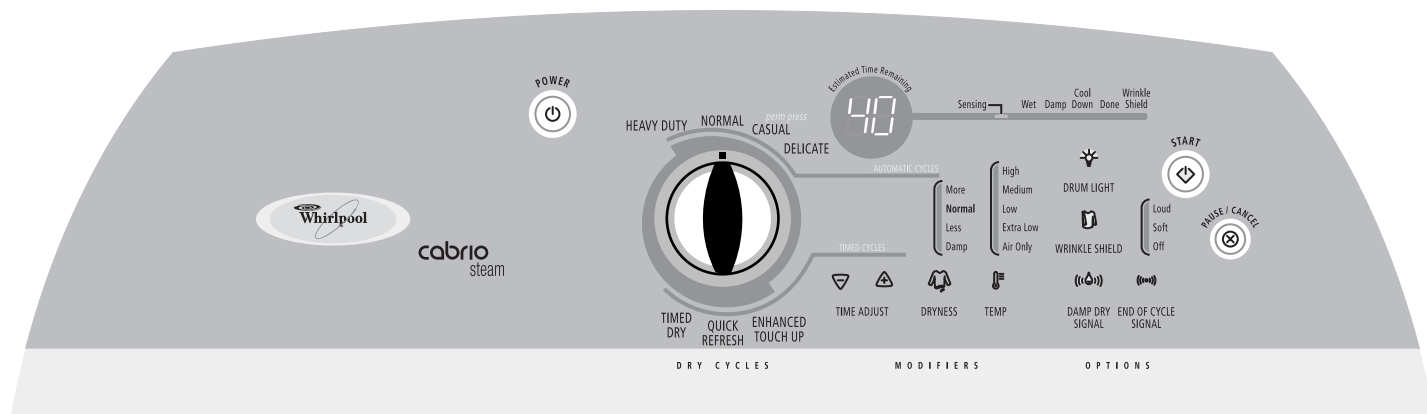 POWER
Whirlpool
cabrio
steam
HEAVY DUTY
NORMAL
perm press
CASUAL
DELICATE
AUTOMATIC CYCLES
TIMED CYCLES
TIMED
DRY
QUICK
REFRESH
ENHANCED
TOUCH UP
DRY CYCLES
Estimated Time Remaining
40
Sensing
Wet
Damp
Cool
Down
Done
Wrinkle
Shield
More
Normal
Less
Damp
High
Medium
Low
Extra Low
Air Only
TIME ADJUST
DRYNESS
TEMP
MODIFIERS
DRUM LIGHT
WRINKLE SHIELD
Loud
Soft
Off
DAMP DRY
SIGNAL
END OF CYCLE
SIGNAL
OPTIONS
START
PAUSE / CANCEL